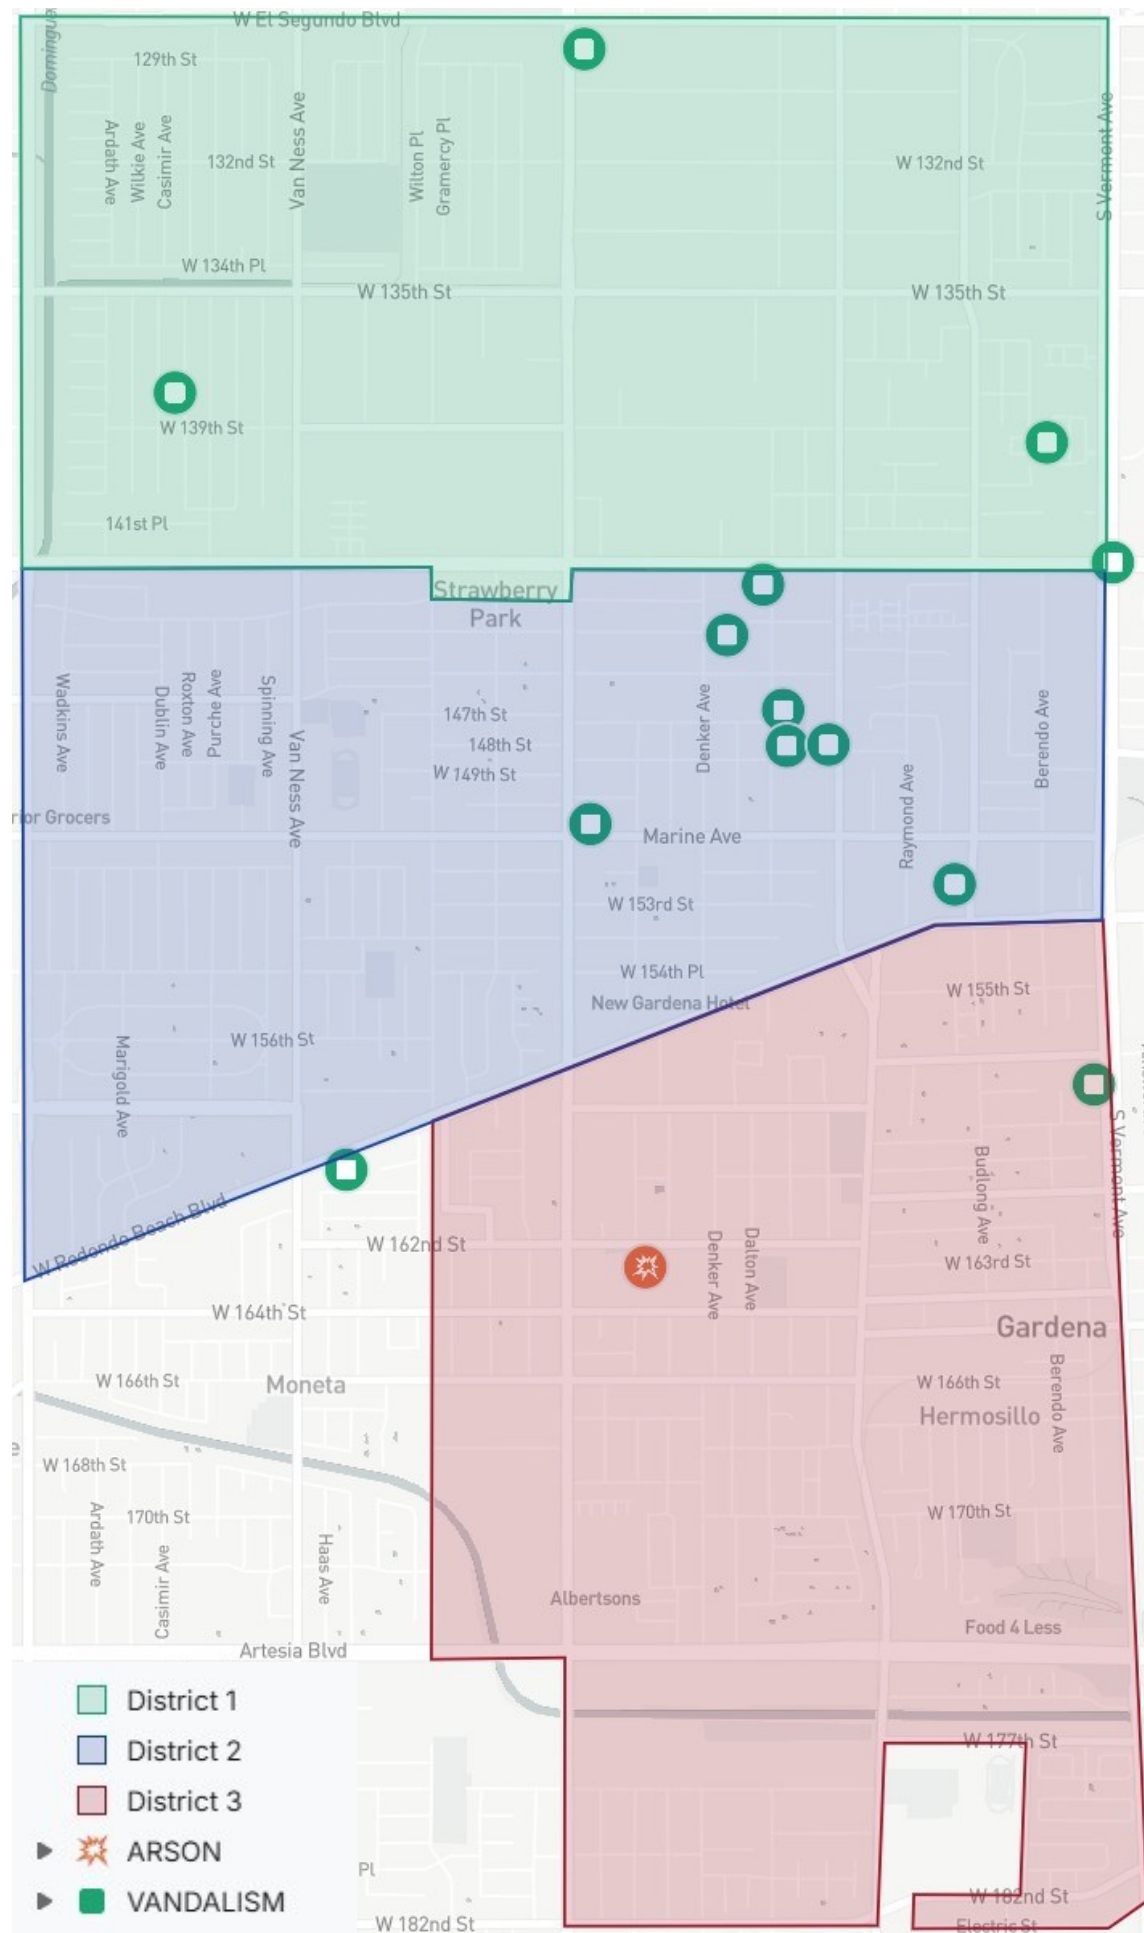 W El Segundo Blvd
129th St
Ardath Ave
Wilkie Ave
Casimir Ave
132nd St
Van Ness Ave
Wilton Pl
Gramercy Pl
W 132nd St
S Vermont Ave
W 134th Pl
W 135th St
W 135th St
W 139th St
141st Pl
Strawberry
Park
Wadkins Ave
Dublin Ave
Roxton Ave
Purche Ave
Spinning Ave
Van Ness Ave
147th St
148th St
W 149th St
Denker Ave
Berendo Ave
Raymond Ave
rior Grocers
Marine Ave
W 153rd St
W 154th Pl
W 155th St
New Gardena Hotel
W 156th St
Marigold Ave
S Vermont Ave
Budlong Ave
W Redondo Beach Blvd
W 162nd St
Denker Ave
Dalton Ave
W 163rd St
W 164th St
Gardena
W 166th St
Moneta
W 166th St
Berendo Ave
Hermosillo
e
W 168th St
170th St
W 170th St
Ardath Ave
Casimir Ave
Haas Ave
Albertsons
Food 4 Less
Artesia Blvd
District 1
District 2
W 177th St
District 3
ARSON
Pl
VANDALISM
W 182nd St
W 182nd St
Electric St